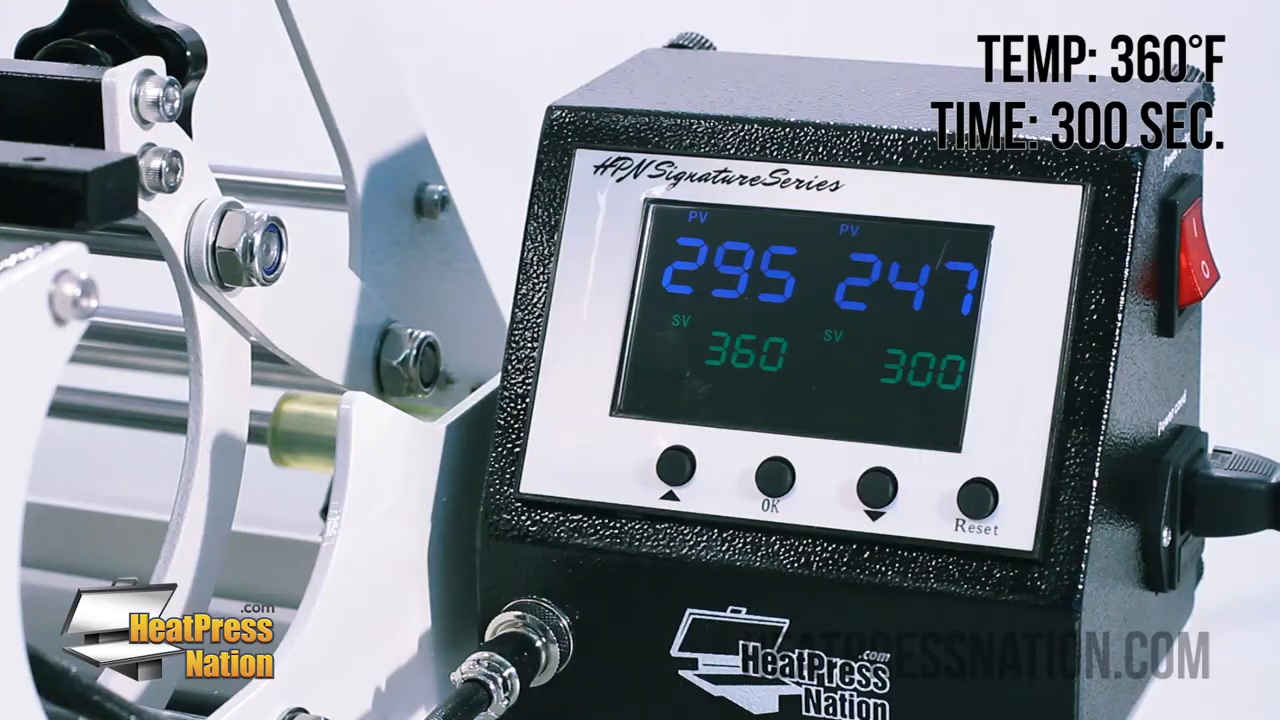 TEMP: 360°F
TIME: 300 SEC.
HPN Signature Series
PV PV
295 247
SV SV
360 300
OK
Reset
I
O
.com
HeatPress
Nation
.com
HeatPress
Nation
HEATPRESSNATION.COM